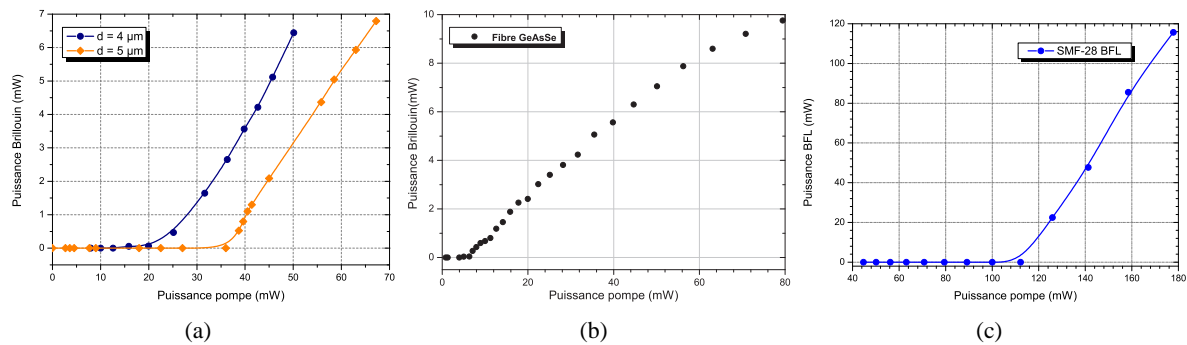 7
6
5
4
3
2
1
0
Puissance Brillouin (mW)
d = 4 µm
d = 5 µm
0 10 20 30 40 50 60 70
Puissance pompe (mW)
(a)
10
8
6
4
2
0
Puissance Brillouin(mW)
Fibre GeAsSe
0 20 40 60 80
Puissance pompe (mW)
(b)
120
100
80
60
40
20
0
Puissance BFL (mW)
SMF-28 BFL
40 60 80 100 120 140 160 180
Puissance pompe (mW)
(c)